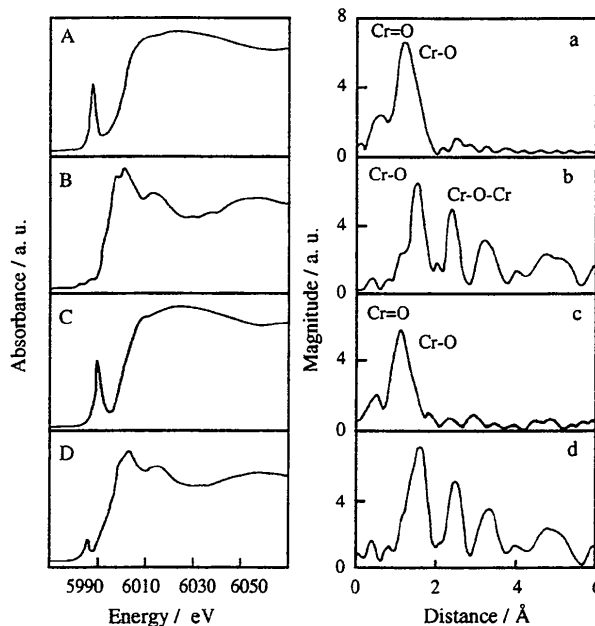 A
B
C
D
Absorbance / a. u.
5990 6010 6030 6050
Energy / eV
8
Cr=O
Cr-O
a
4
0
Cr-O
Cr-O-Cr
b
4
0
Cr=O
Cr-O
c
4
0
d
4
0 2 4 6
Magnitude / a. u.
Distance / Å